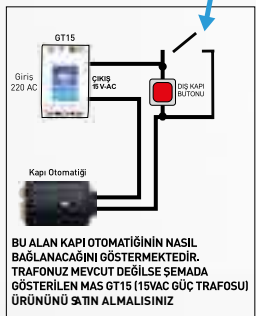 GT15
Giriş
220 AC
ÇIKIŞ
15 V-AC
DIŞ KAPI
BUTONU
Kapı Otomatiği
BU ALAN KAPI OTOMATİĞİNİN NASIL
BAĞLANACAĞINI GÖSTERMEKTEDİR.
TRAFONUZ MEVCUT DEĞİLSE ŞEMADA
GÖSTERİLEN MAS GT15 (15VAC GÜÇ TRAFOSU)
ÜRÜNÜNÜ SATIN ALMALISINIZ